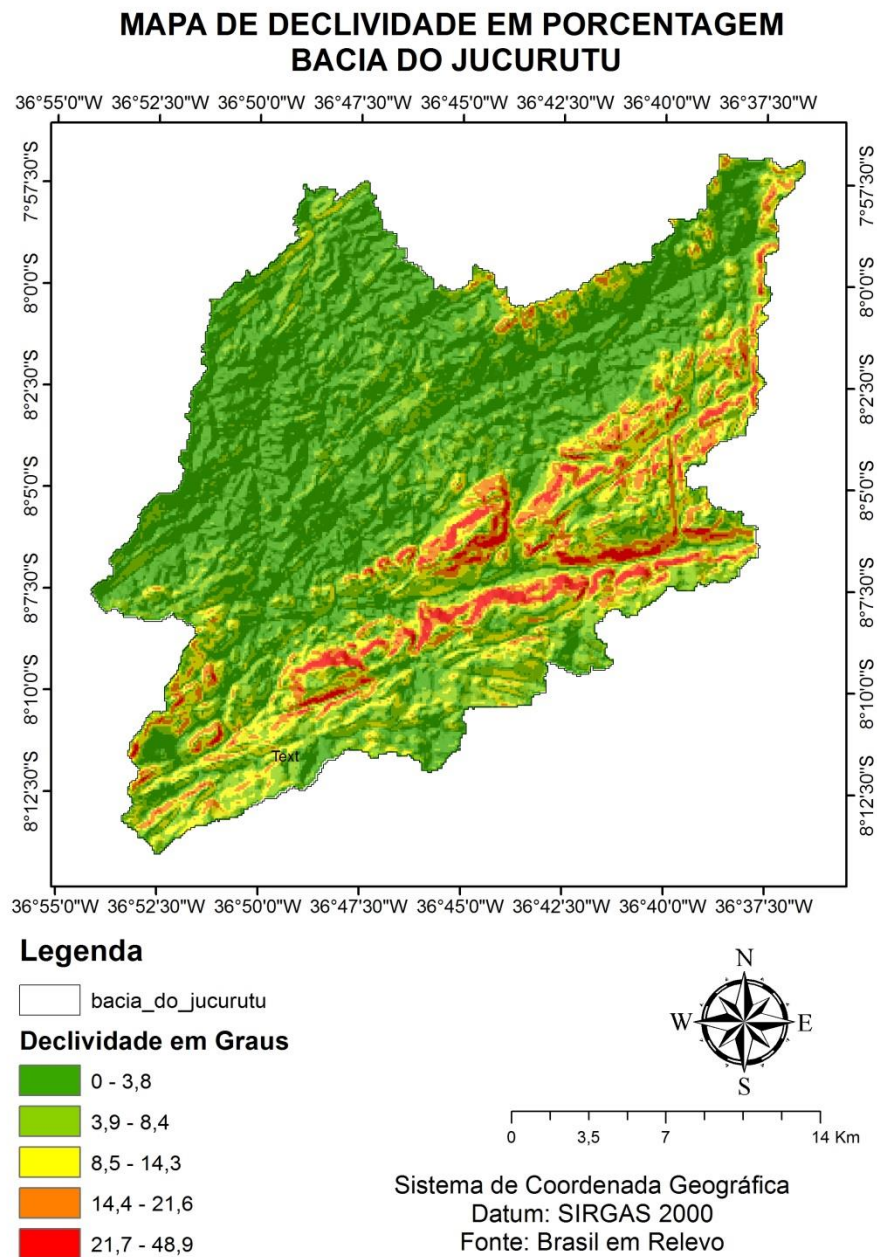 MAPA DE DECLIVIDADE EM PORCENTAGEM
BACIA DO JUCURUTU
36°55'0"W 36°52'30"W 36°50'0"W 36°47'30"W 36°45'0"W 36°42'30"W 36°40'0"W 36°37'30"W
7°57'30"S 7°57'30"S
8°0'0"S 8°0'0"S
8°2'30"S 8°2'30"S
8°50'0"S 8°50'0"S
8°7'30"S 8°7'30"S
8°10'0"S 8°10'0"S
Text
8°12'30"S 8°12'30"S
36°55'0"W 36°52'30"W 36°50'0"W 36°47'30"W 36°45'0"W 36°42'30"W 36°40'0"W 36°37'30"W
Legenda
bacia_do_jucurutu
Declividade em Graus
0 - 3,8
3,9 - 8,4
8,5 - 14,3
14,4 - 21,6
21,7 - 48,9
N
W E
S
0 3,5 7 14 Km
Sistema de Coordenada Geográfica
Datum: SIRGAS 2000
Fonte: Brasil em Relevo